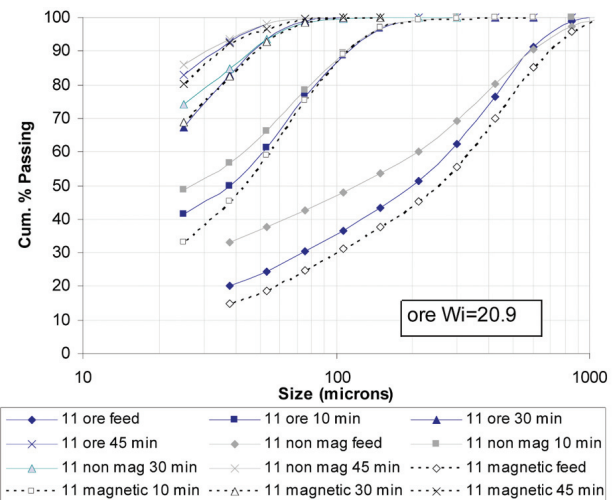 100
90
80
70
60
50
40
30
20
10
0
Cum. % Passing
ore Wi=20.9
10 100 1000
Size (microns)
11 ore feed 11 ore 10 min 11 ore 30 min
11 ore 45 min 11 non mag feed 11 non mag 10 min
11 non mag 30 min 11 non mag 45 min 11 magnetic feed
11 magnetic 10 min 11 magnetic 30 min 11 magnetic 45 min